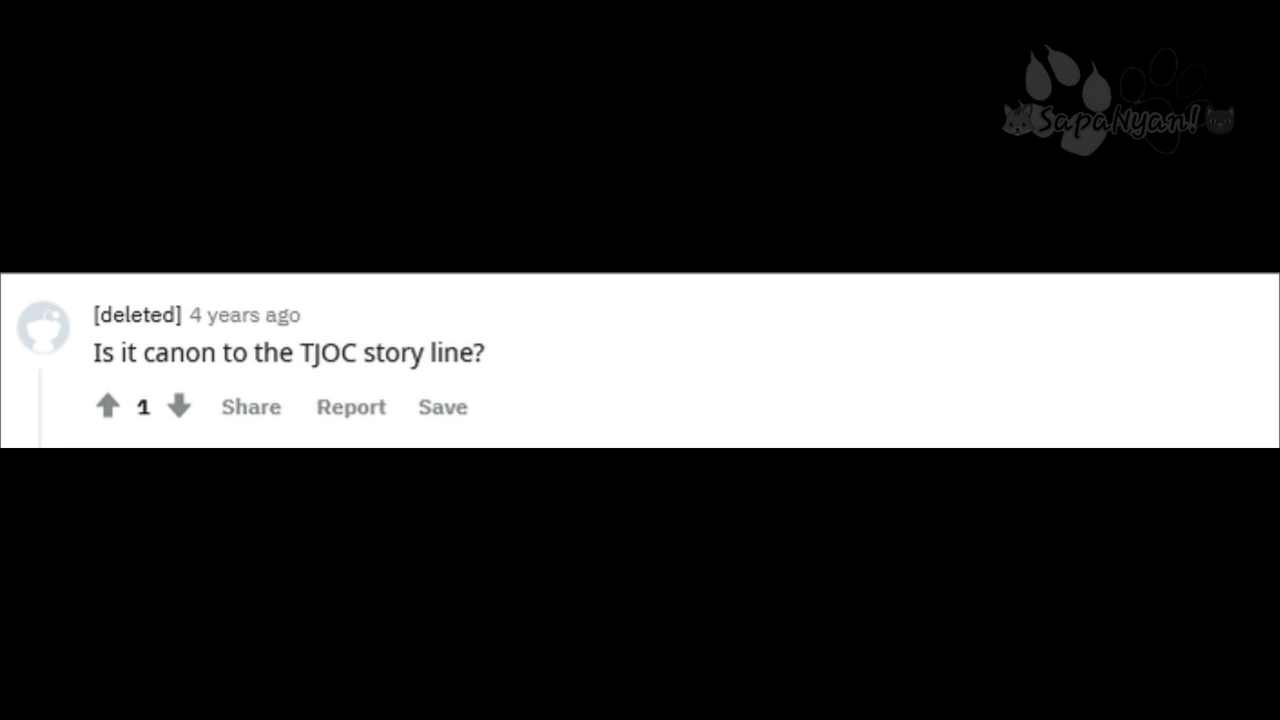 SapaNyan!
[deleted] 4 years ago
Is it canon to the TJOC story line?
1 Share Report Save